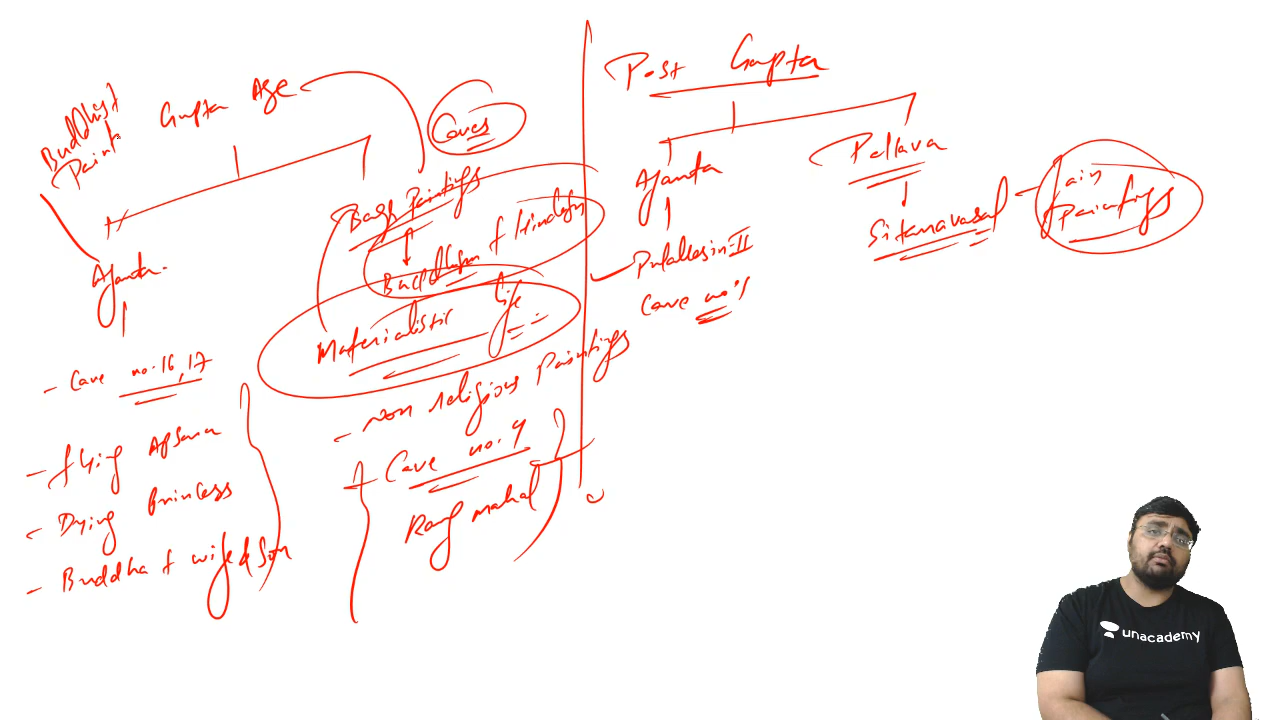 Buddhist
Paint
Gupta Age
Caves
Bagh Paintings
Buddhism + Hinduism
Ajanta.
Materialistic life
- Cave no. 16, 17
- non religious Paintings
- flying Apsara
- Dying Princess
- Buddha + wife & Son
Cave no. 4
Rang mahal
Post Gupta
Ajanta
Pallava
Pulakesin-II
Cave no. 1
Sitanavasal
Jain
Paintings
unacademy